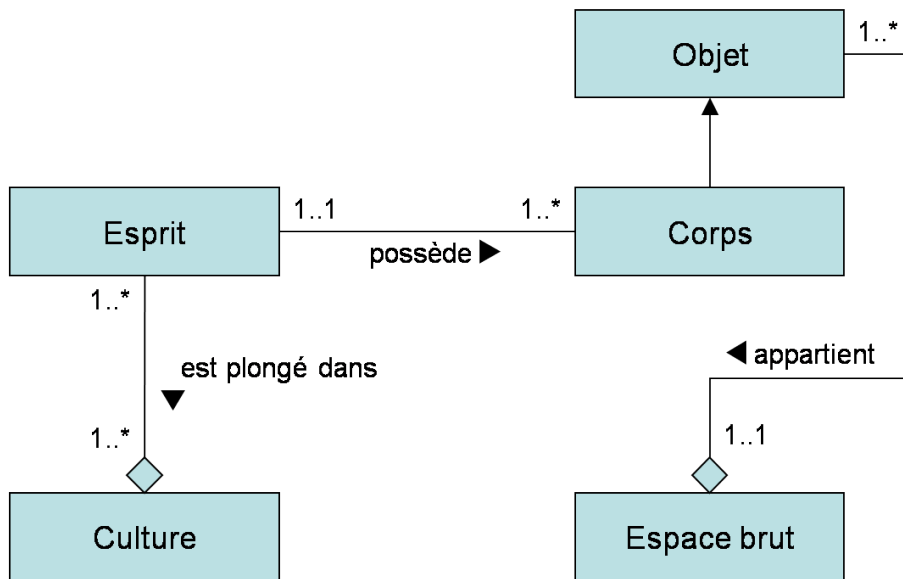 1..*
Objet
1..1
1..*
Esprit
Corps
possède
1..*
est plongé dans
appartient
1..*
1..1
Culture
Espace brut